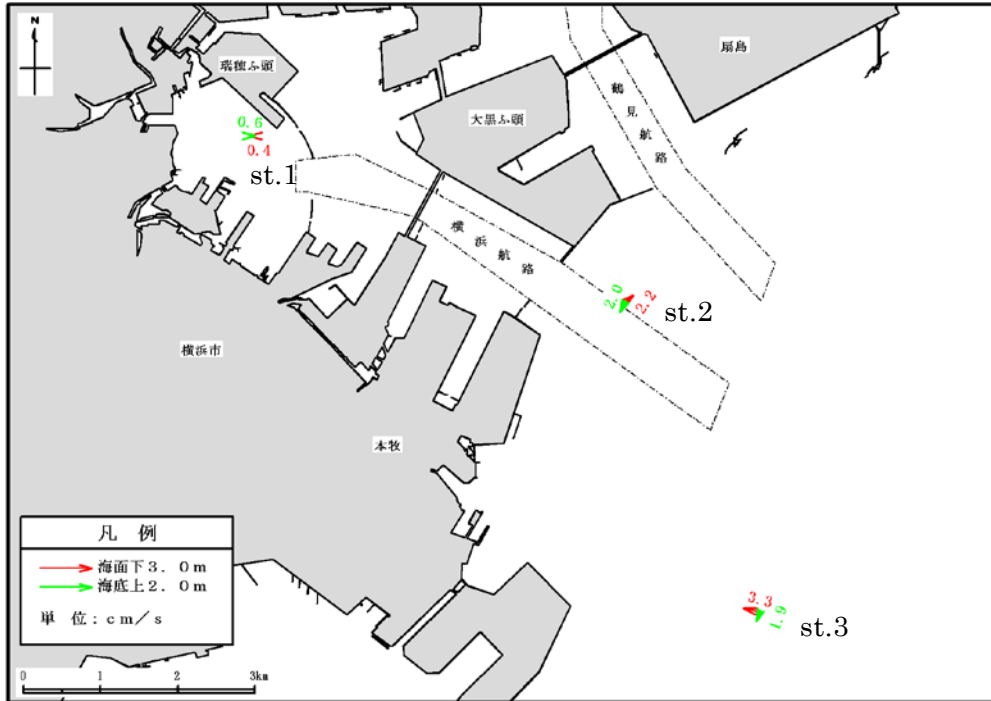 N
扇島
瑞穂ふ頭
鶴見航路
大黒ふ頭
0.6
0.4
st.1
横浜航路
2.0
2.2
st.2
横浜市
本牧
凡 例
海面下3.0m
海底上2.0m
単 位:cm/s
3.3
1.9
st.3
0 1 2 3km